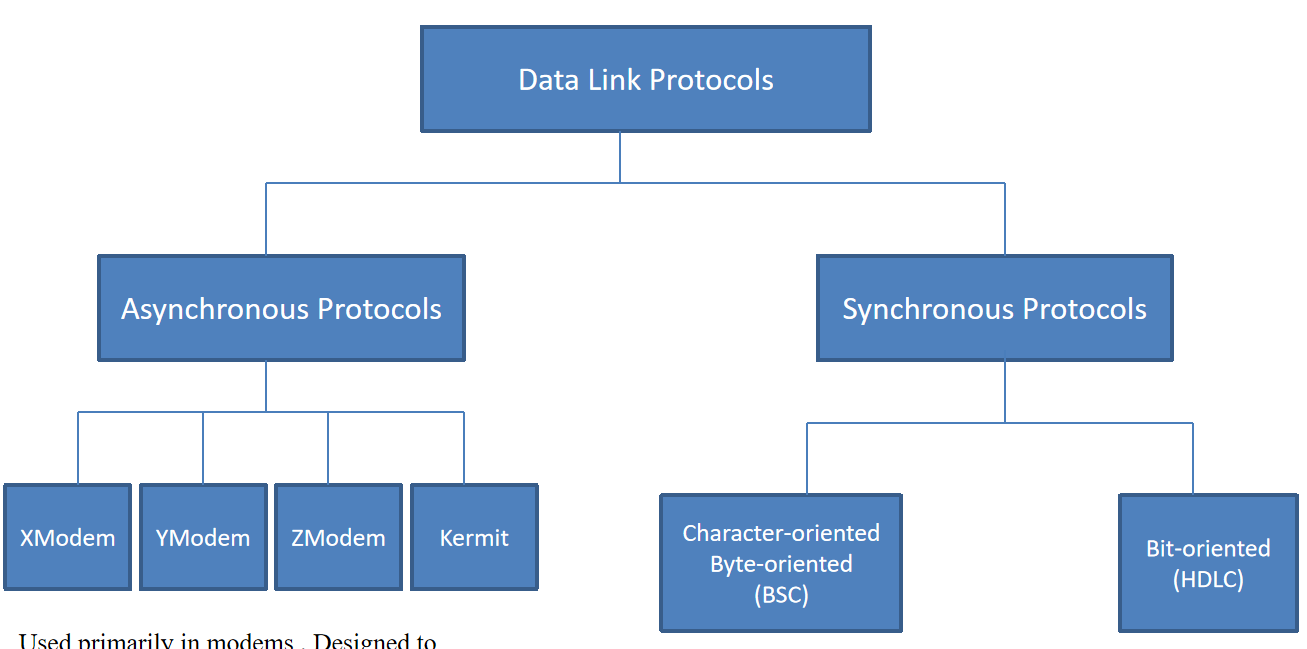 Data Link Protocols
Asynchronous Protocols
Synchronous Protocols
XModem
YModem
ZModem
Kermit
Character-oriented
Byte-oriented
(BSC)
Bit-oriented
(HDLC)
Used primarily in modems . Designed to